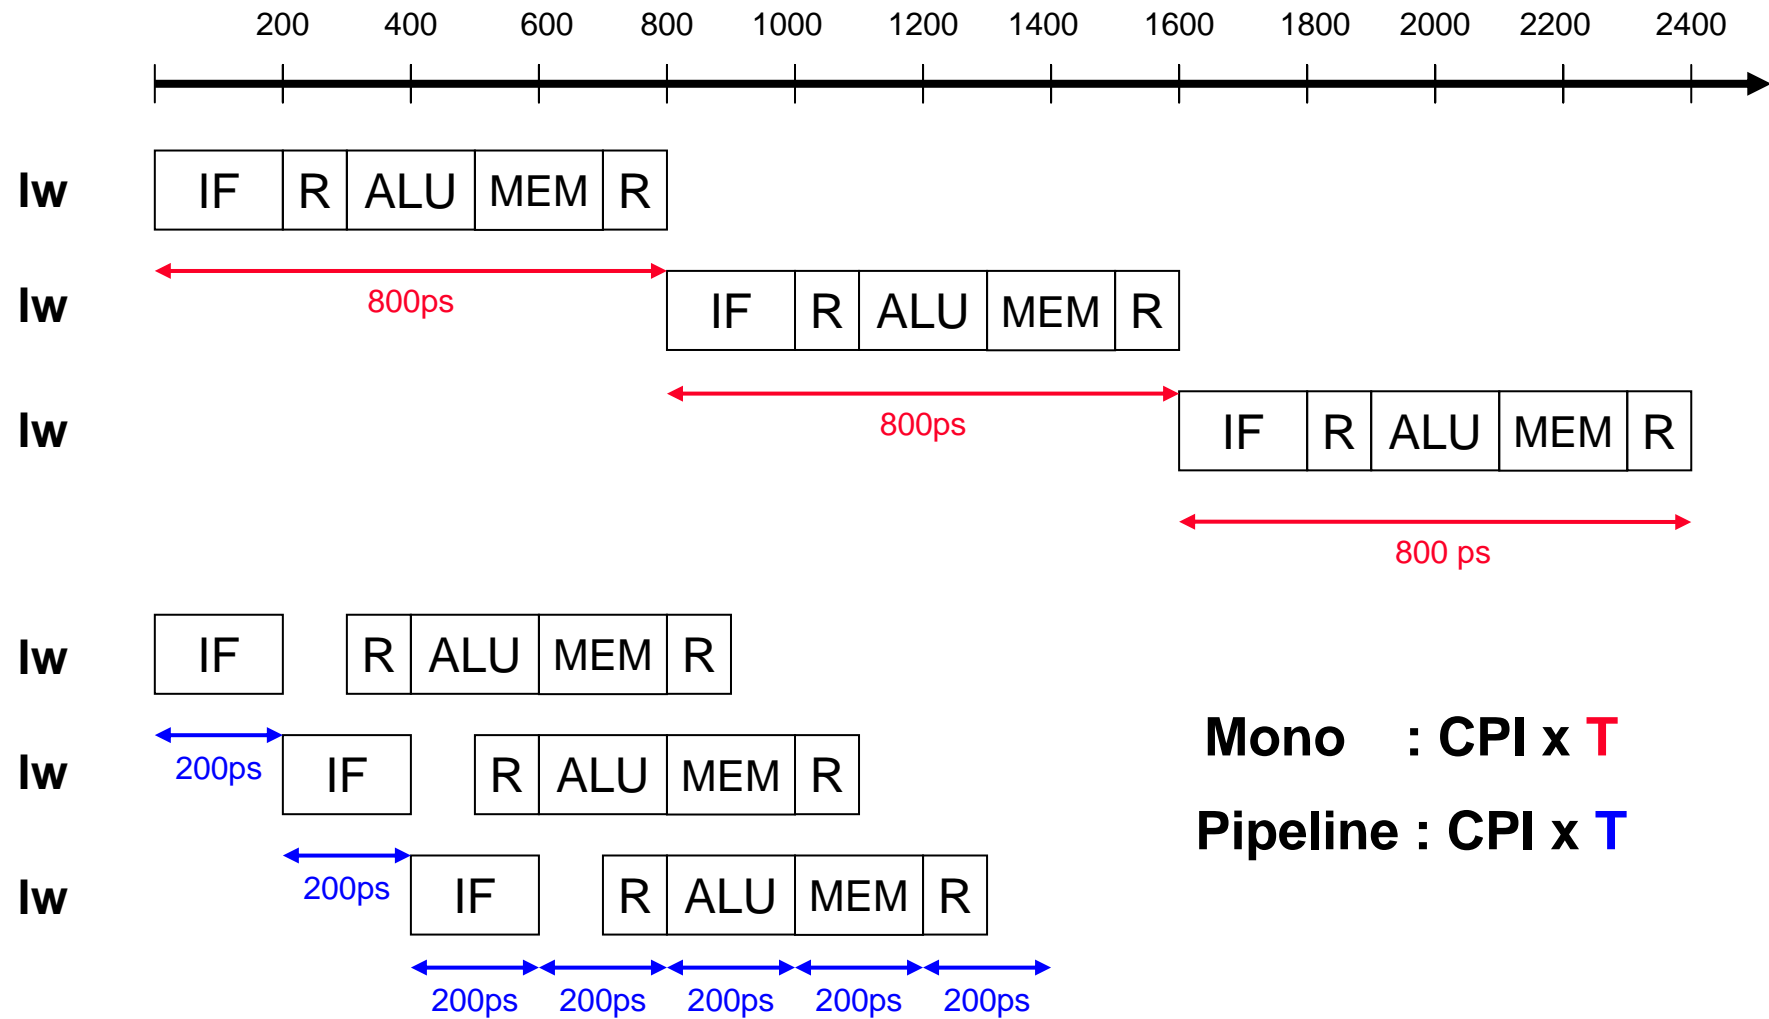 200 400 600 800 1000 1200 1400 1600 1800 2000 2200 2400
lw IF R ALU MEM R
800ps
lw IF R ALU MEM R
800ps
lw IF R ALU MEM R
800 ps
lw IF R ALU MEM R
200ps
lw IF R ALU MEM R
200ps
lw IF R ALU MEM R
200ps 200ps 200ps 200ps 200ps
Mono : CPI x T
Pipeline : CPI x T